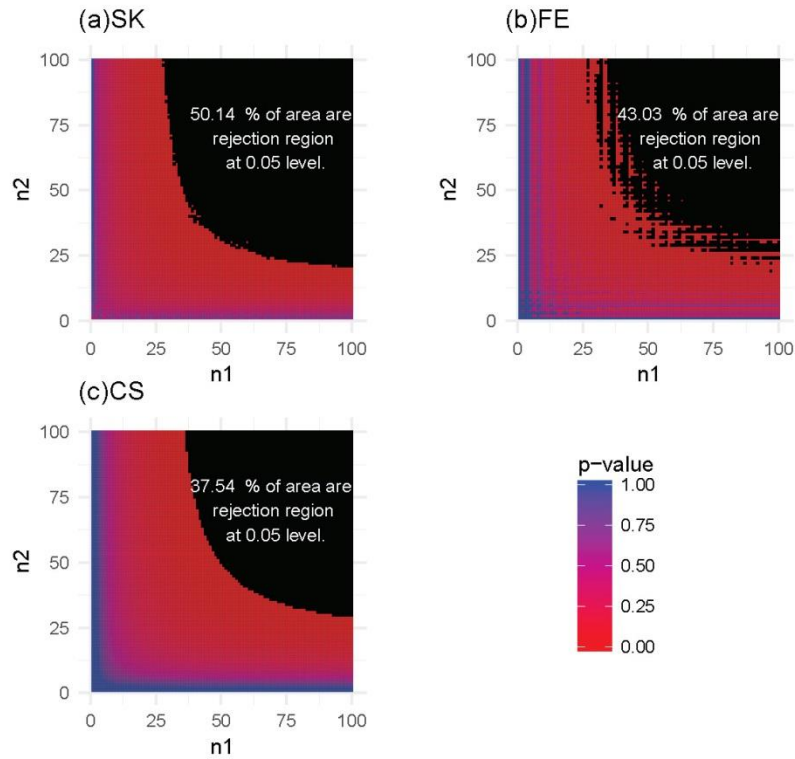 (a)SK
100
75
50
25
0
n2
50.14 % of area are
rejection region
at 0.05 level.
0 25 50 75 100
n1
(b)FE
100
75
50
25
0
n2
43.03 % of area are
rejection region
at 0.05 level.
0 25 50 75 100
n1
(c)CS
100
75
50
25
0
n2
37.54 % of area are
rejection region
at 0.05 level.
0 25 50 75 100
n1
p-value
1.00
0.75
0.50
0.25
0.00